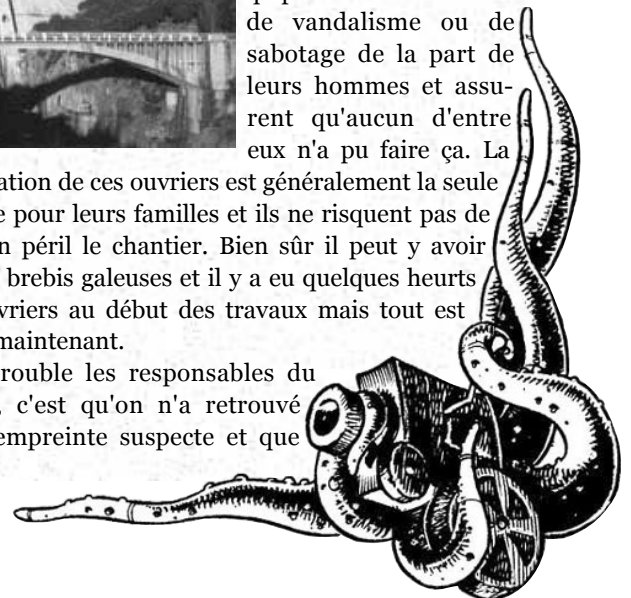 de vandalisme ou de
sabotage de la part de
leurs hommes et assu-
rent qu'aucun d'entre
eux n'a pu faire ça. La
ation de ces ouvriers est généralement la seule
e pour leurs familles et ils ne risquent pas de
n péril le chantier. Bien sûr il peut y avoir
brebis galeuses et il y a eu quelques heurts
vriers au début des travaux mais tout est
maintenant.
rouble les responsables du
, c'est qu'on n'a retrouvé
empreinte suspecte et que